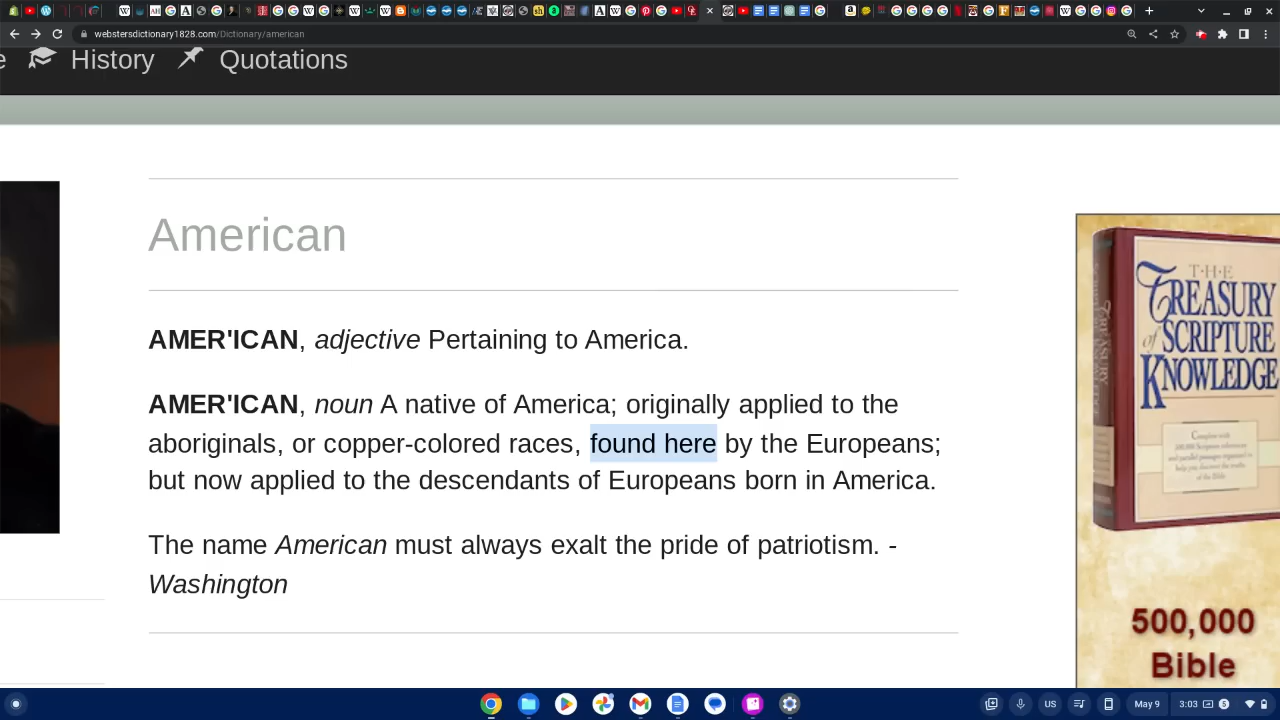 webstersdictionary1828.com/Dictionary/american
e History Quotations
American
AMER'ICAN, adjective Pertaining to America.
AMER'ICAN, noun A native of America; originally applied to the
aboriginals, or copper-colored races, found here by the Europeans;
but now applied to the descendants of Europeans born in America.
The name American must always exalt the pride of patriotism. -
Washington
THE
TREASURY
of SCRIPTURE
KNOWLEDGE
500,000
Bible
US
May 9
3:03
5